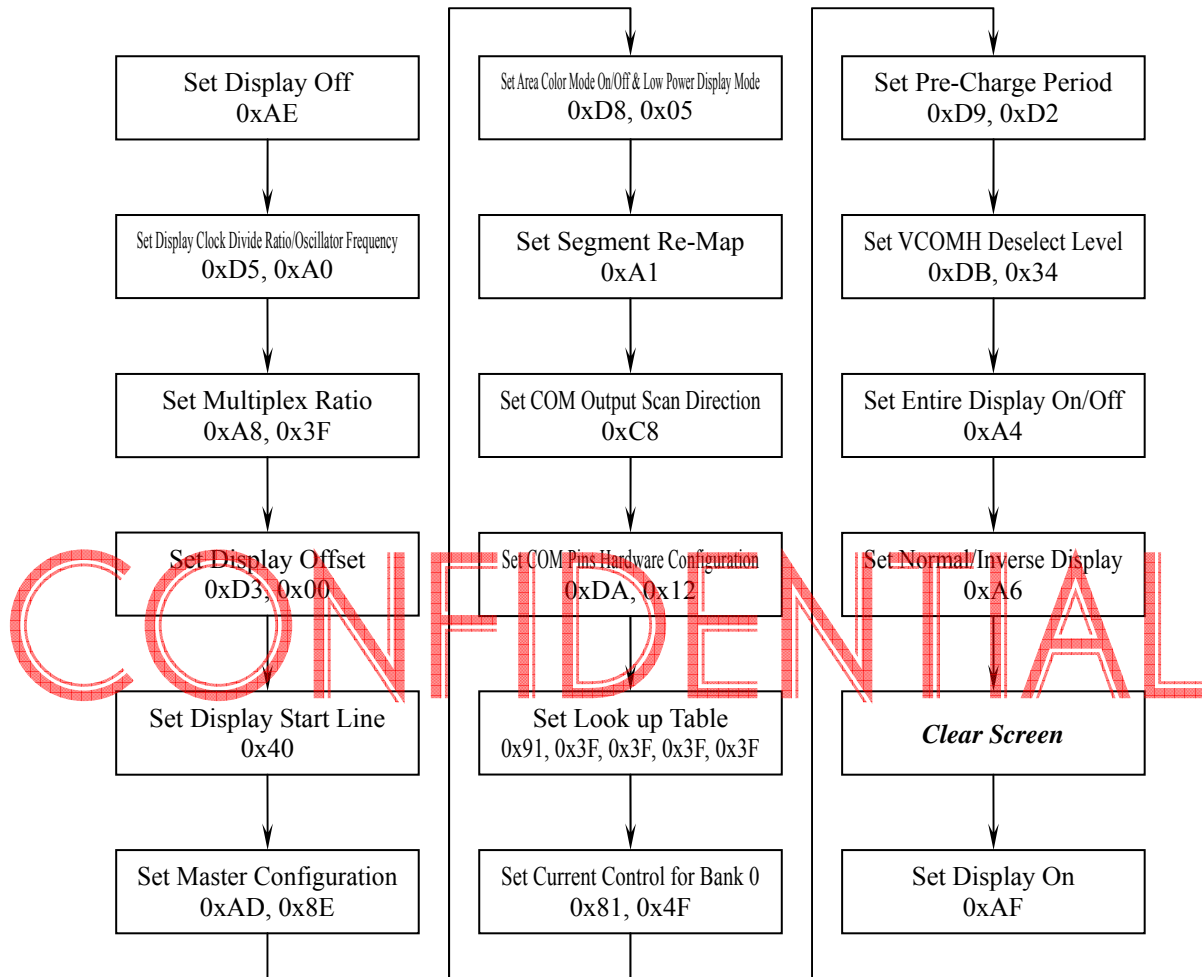 Set Display Off
0xAE
Set Display Clock Divide Ratio/Oscillator Frequency
0xD5, 0xA0
Set Multiplex Ratio
0xA8, 0x3F
Set Display Offset
0xD3, 0x00
Set Display Start Line
0x40
Set Master Configuration
0xAD, 0x8E
Set Area Color Mode On/Off & Low Power Display Mode
0xD8, 0x05
Set Segment Re-Map
0xA1
Set COM Output Scan Direction
0xC8
Set COM Pins Hardware Configuration
0xDA, 0x12
Set Look up Table
0x91, 0x3F, 0x3F, 0x3F, 0x3F
Set Current Control for Bank 0
0x81, 0x4F
Set Pre-Charge Period
0xD9, 0xD2
Set VCOMH Deselect Level
0xDB, 0x34
Set Entire Display On/Off
0xA4
Set Normal/Inverse Display
0xA6
Clear Screen
Set Display On
0xAF
CONFIDENTIAL